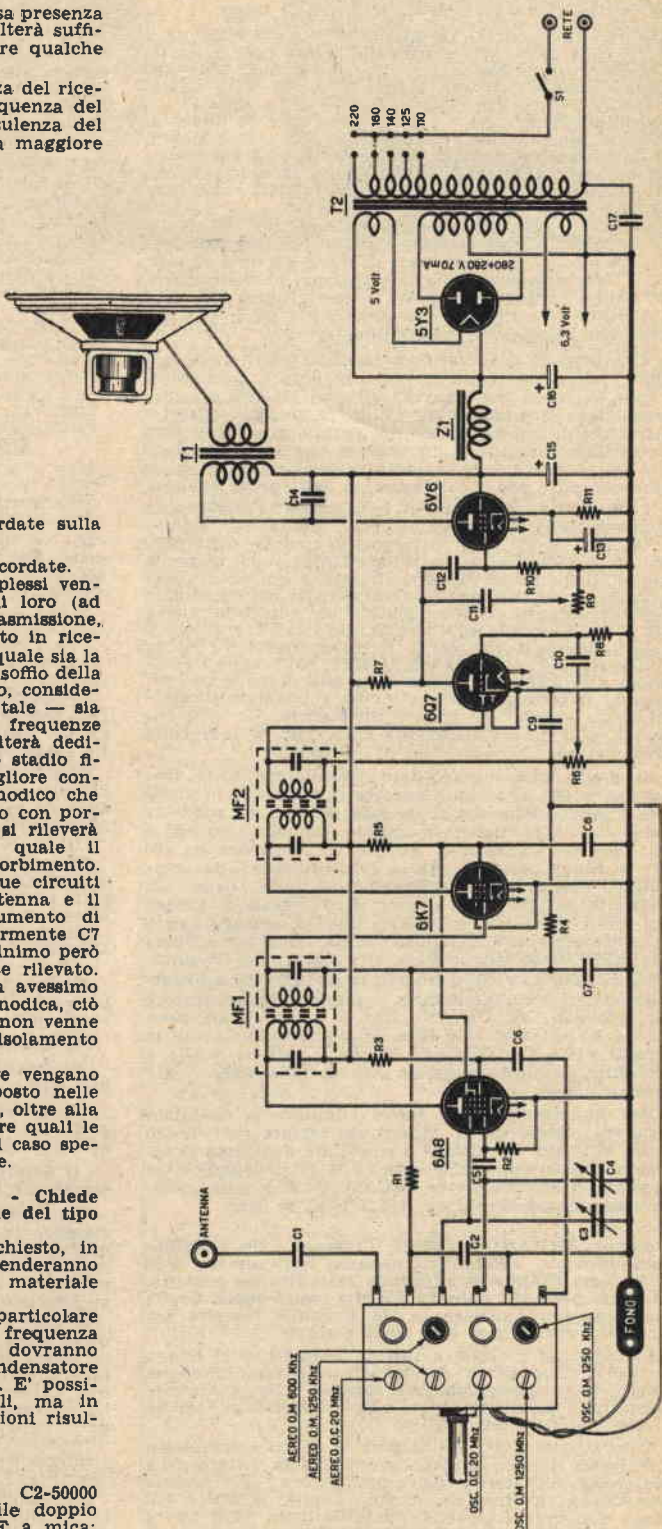 sa presenza
lterà suffi-
re qualche
za del rice-
quenza del
sulenza del
a maggiore
rdate sulla
cordate.
plessi ven-
i loro (ad
asmissione,
to in rice-
quale sia la
soffio della
o, conside-
tale — sia
frequenze
iterà dedi-
stadio fi-
gliore con-
nodico che
o con por-
si rileverà
quale il
orbimento.
ue circuiti
tenna e il
umento di
rmente C7
nimo però
e rilevato.
a avessimo
nodica, ciò
non venne
isolamento
re vengano
posto nelle
, oltre alla
re quali le
l caso spe-
e.
- Chiede
e del tipo
chiesto, in
enderanno
materiale
particolare
frequenza
dovranno
ndensatore
. E' possi-
li, ma in
ioni risul-
C2-50000
ile doppio
F a mica;
RETE
S1
220
160
140
125
110
T2
C17
5 Volt
280+280 V. 70mA
6,3 Volt
5Y3
Z1
+
C16
+
C15
T1
C14
6V6
R11
C13
+
C12
R10
R9
C11
R7
6Q7
R8
C10
C9
R6
MF2
R5
C8
6K7
R4
C7
MF1
R3
C6
6A8
C5
R2
R1
C4
C3
C2
ANTENNA
C1
FONO
AEREO O.M 600 Khz
AEREO O.M. 1250 Khz
AEREO O.C 20 Mhz
OSC. O.C 20 Mhz
OSC O.M 1250 Mhz
OSC. O.M 1250 Khz